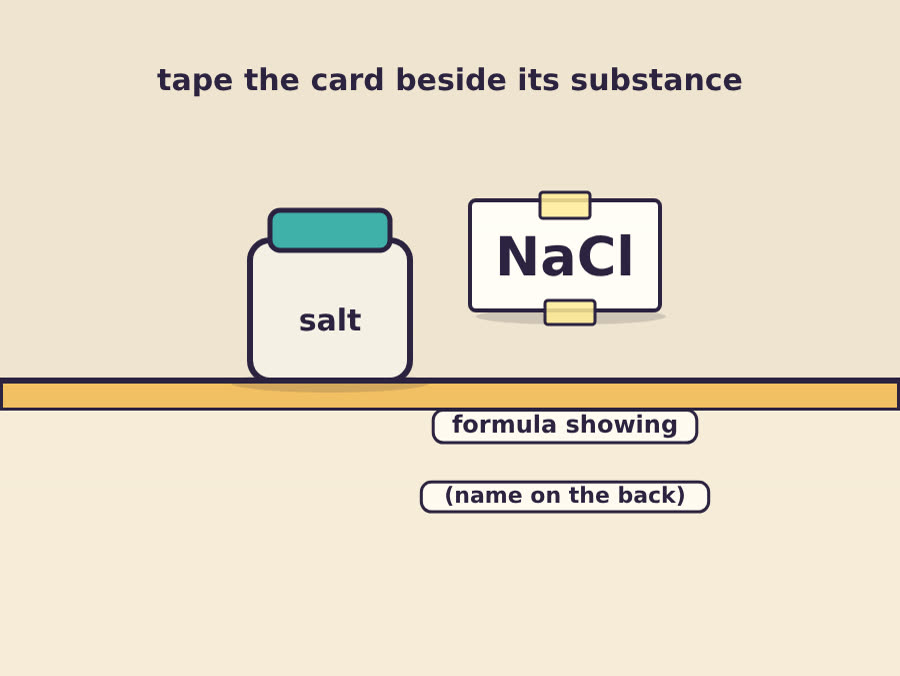 tape the card beside its substance
NaCl
salt
formula showing
(name on the back)